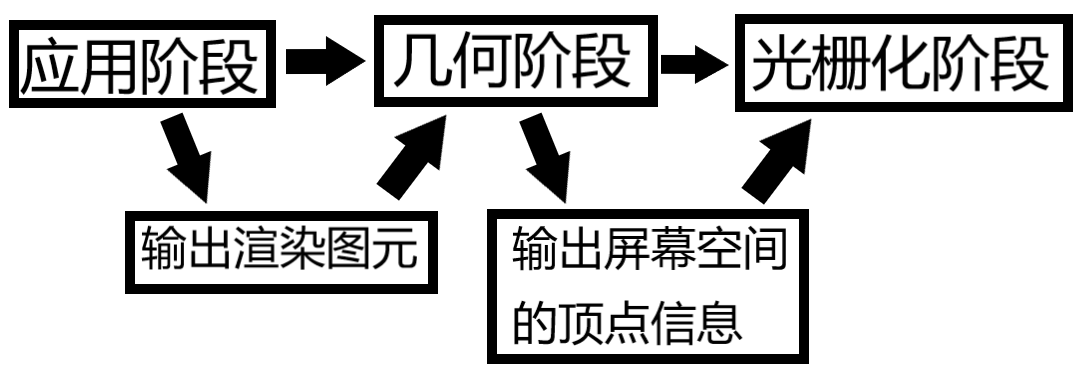 应用阶段
几何阶段
光栅化阶段
输出渲染图元
输出屏幕空间
的顶点信息